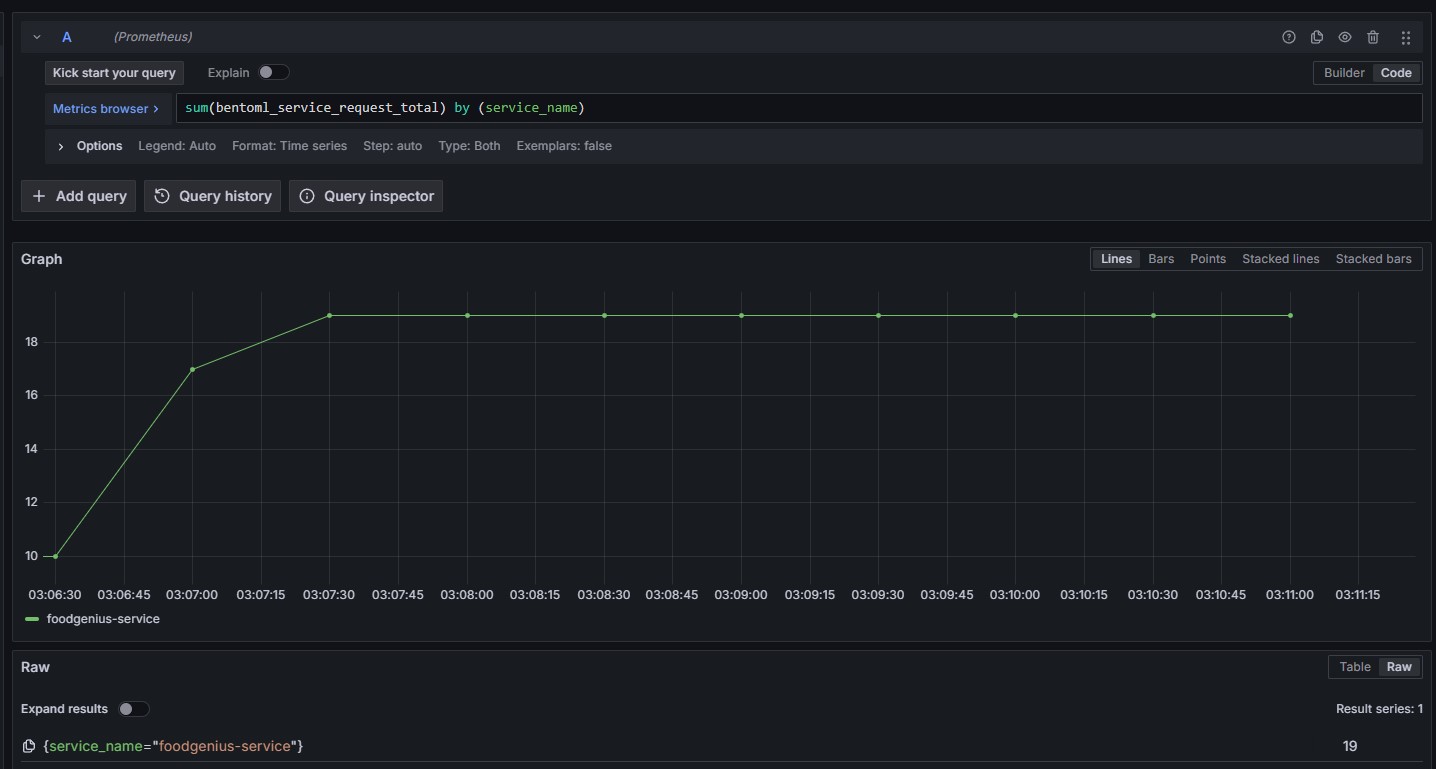 A (Prometheus)
Kick start your query Explain Builder Code
Metrics browser > sum(bentoml_service_request_total) by (service_name)
Options Legend: Auto Format: Time series Step: auto Type: Both Exemplars: false
+ Add query Query history Query inspector
Graph Lines Bars Points Stacked lines Stacked bars
18
16
14
12
10
03:06:30 03:06:45 03:07:00 03:07:15 03:07:30 03:07:45 03:08:00 03:08:15 03:08:30 03:08:45 03:09:00 03:09:15 03:09:30 03:09:45 03:10:00 03:10:15 03:10:30 03:10:45 03:11:00 03:11:15
foodgenius-service
Raw Table Raw
Expand results Result series: 1
{service_name="foodgenius-service"} 19